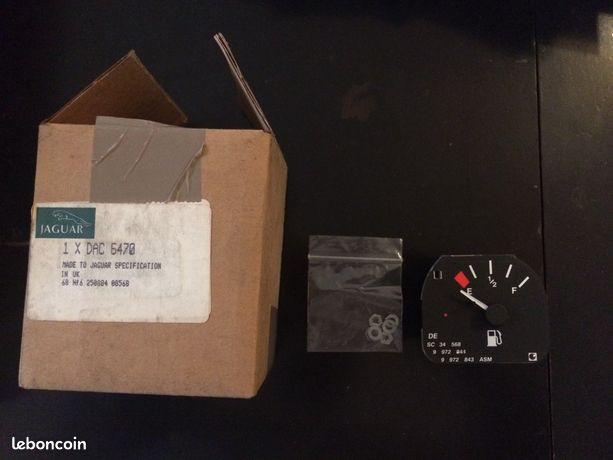 JAGUAR
1 X DAC 6470
MADE TO JAGUAR SPECIFICATION
IN UK
E
1/2
F
DE
SC 34 568
9 972 844
9 972 843 ASM
leboncoin